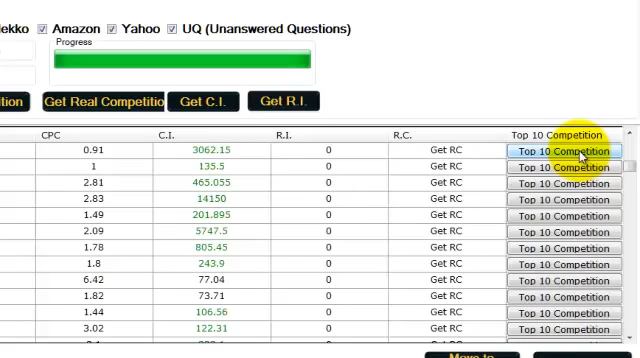 lekko Amazon Yahoo UQ (Unanswered Questions)
Progress
ition Get Real Competitio Get C.I. Get R.I.
CPC C.I. R.I. R.C. Top 10 Competition
0.91 3062.15 0 Get RC Top 10 Competition
1 135.5 0 Get RC Top 10 Competition
2.81 465.055 0 Get RC Top 10 Competition
2.83 14150 0 Get RC Top 10 Competition
1.49 201.895 0 Get RC Top 10 Competition
2.09 5747.5 0 Get RC Top 10 Competition
1.78 805.45 0 Get RC Top 10 Competition
1.8 243.9 0 Get RC Top 10 Competition
6.42 77.04 0 Get RC Top 10 Competition
1.82 73.71 0 Get RC Top 10 Competition
1.44 106.56 0 Get RC Top 10 Competition
3.02 122.31 0 Get RC Top 10 Competition
Move to